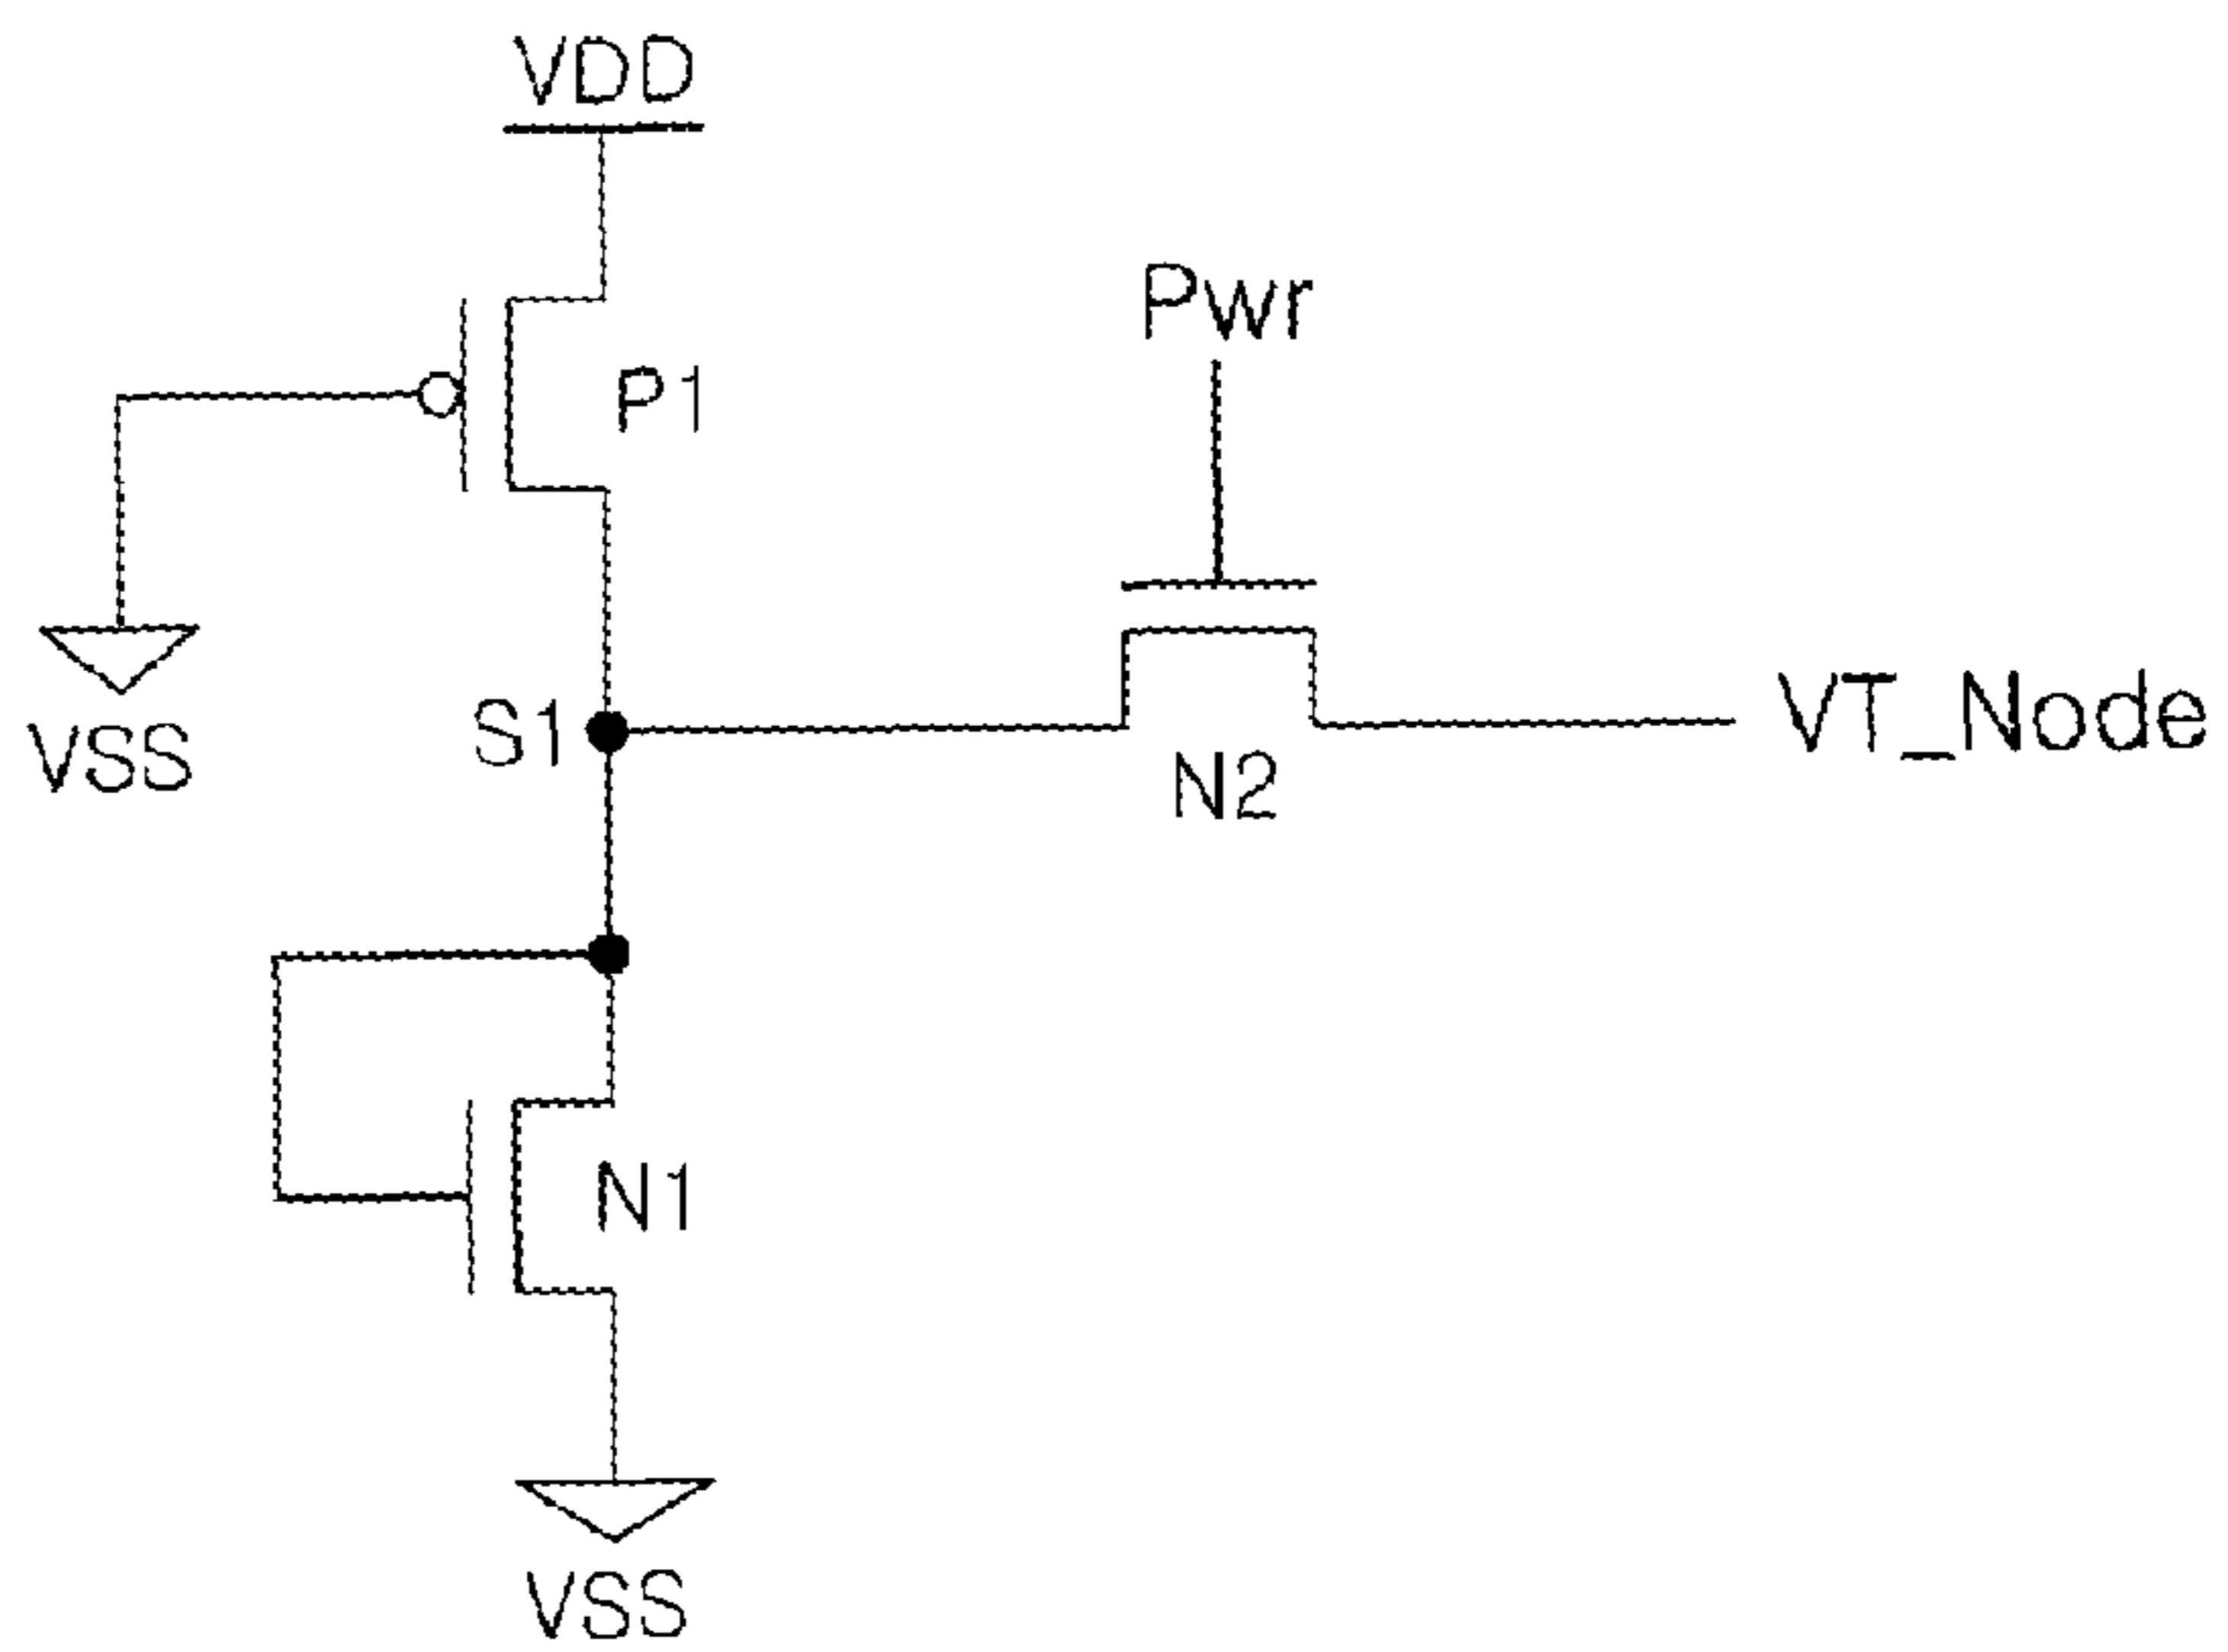 VDD
Pwr
P1
S1
VSS
VT_Node
N2
N1
VSS